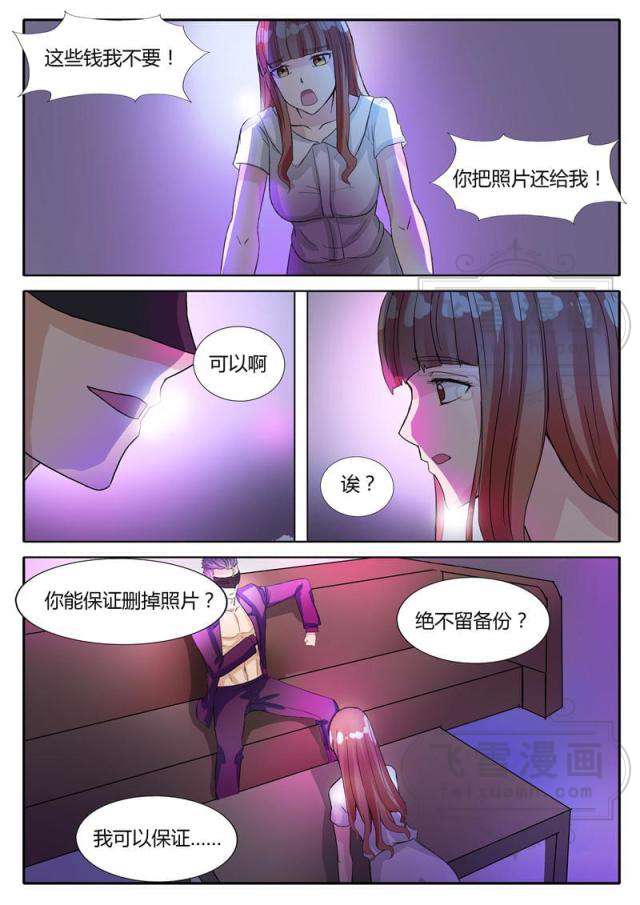 这些钱我不要！
你把照片还给我！
可以啊
诶？
你能保证删掉照片？
绝不留备份？
我可以保证……
飞雪漫画